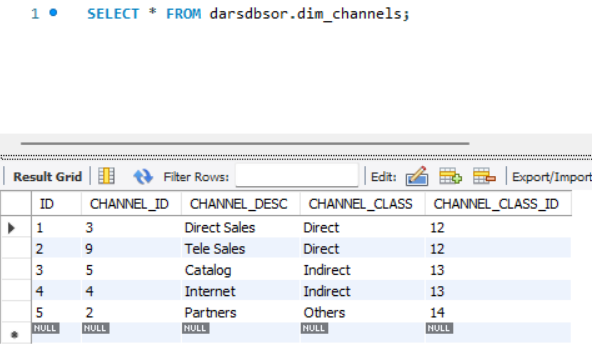 1 SELECT * FROM darsdbsor.dim_channels;
Result Grid Filter Rows: Edit: Export/Import
ID CHANNEL_ID CHANNEL_DESC CHANNEL_CLASS CHANNEL_CLASS_ID
1 3 Direct Sales Direct 12
2 9 Tele Sales Direct 12
3 5 Catalog Indirect 13
4 4 Internet Indirect 13
5 2 Partners Others 14
NULL NULL NULL NULL NULL